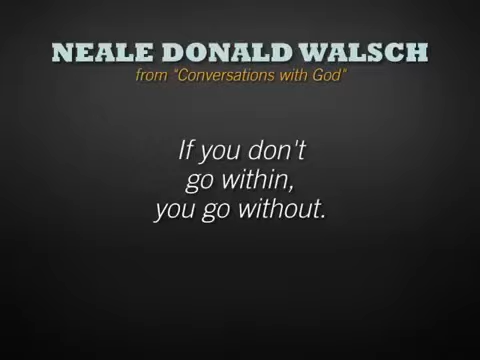 NEALE DONALD WALSCH
from "Conversations with God"
If you don't
go within,
you go without.